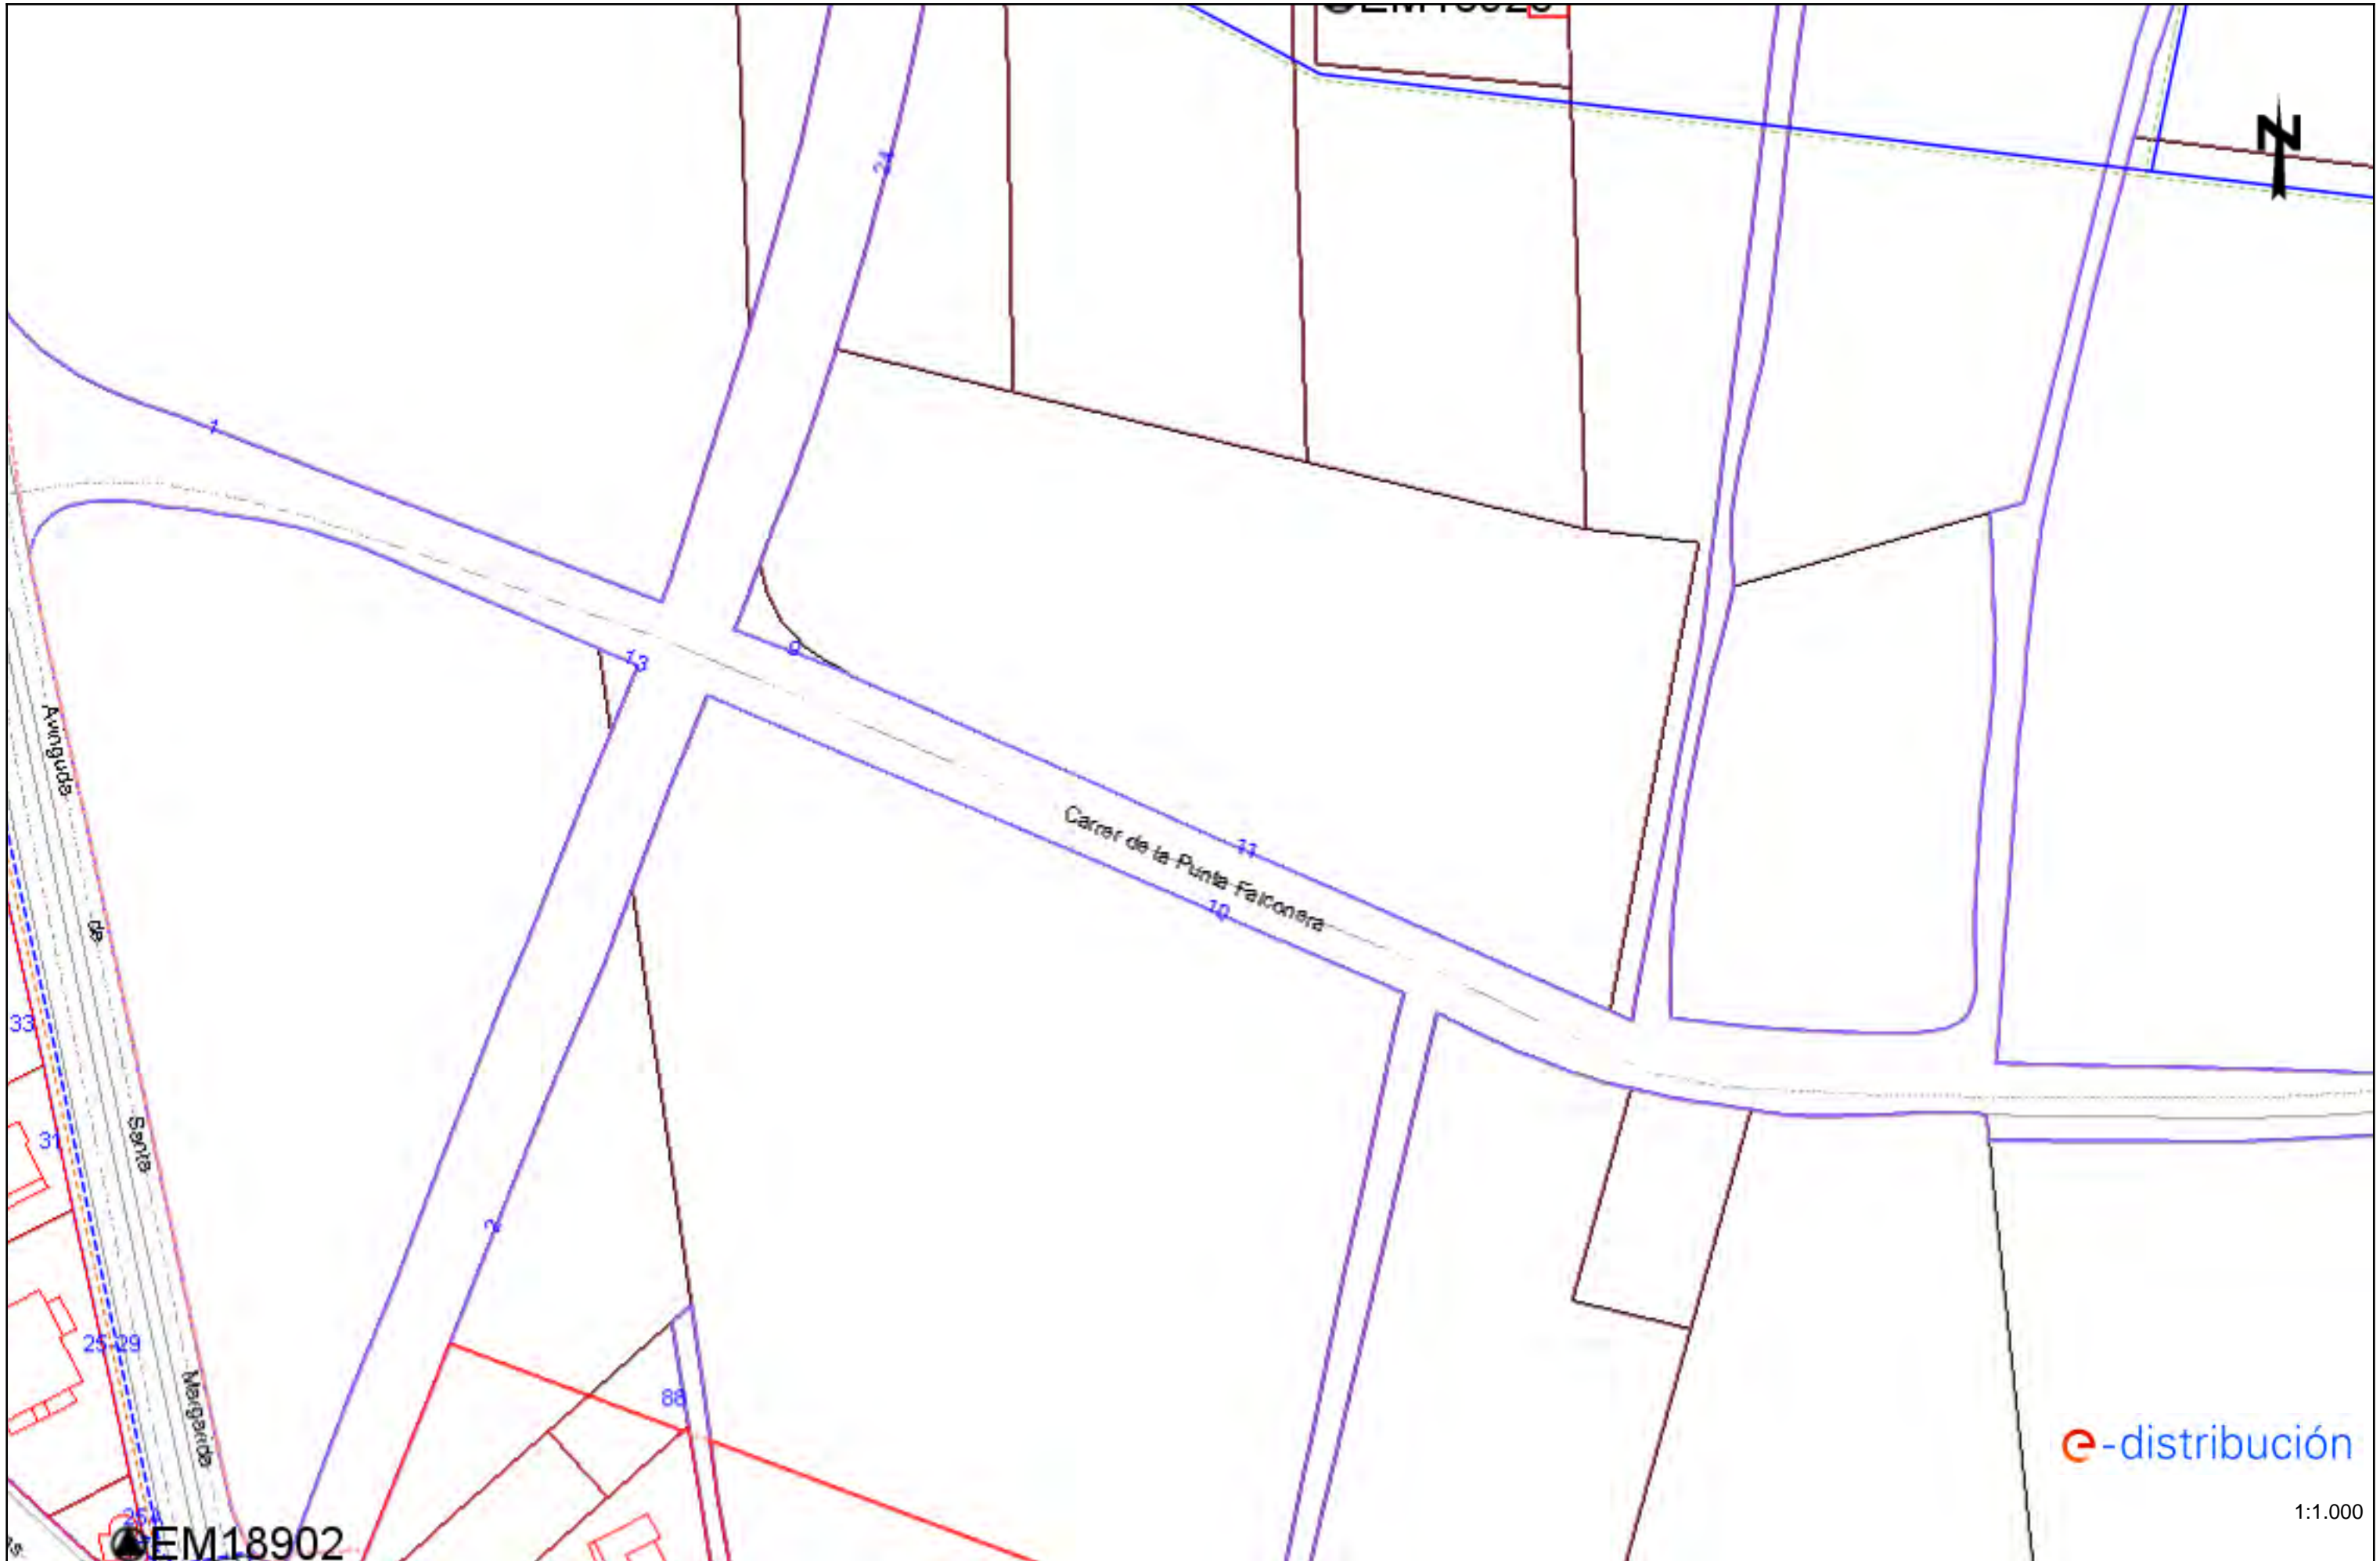 N
24
1
13
9
Avinguda
Carrer de la Punta Falconera
11
10
de
33
31
Santa
2
25-29
88
Margarida
e-distribución
1:1.000
EM18902